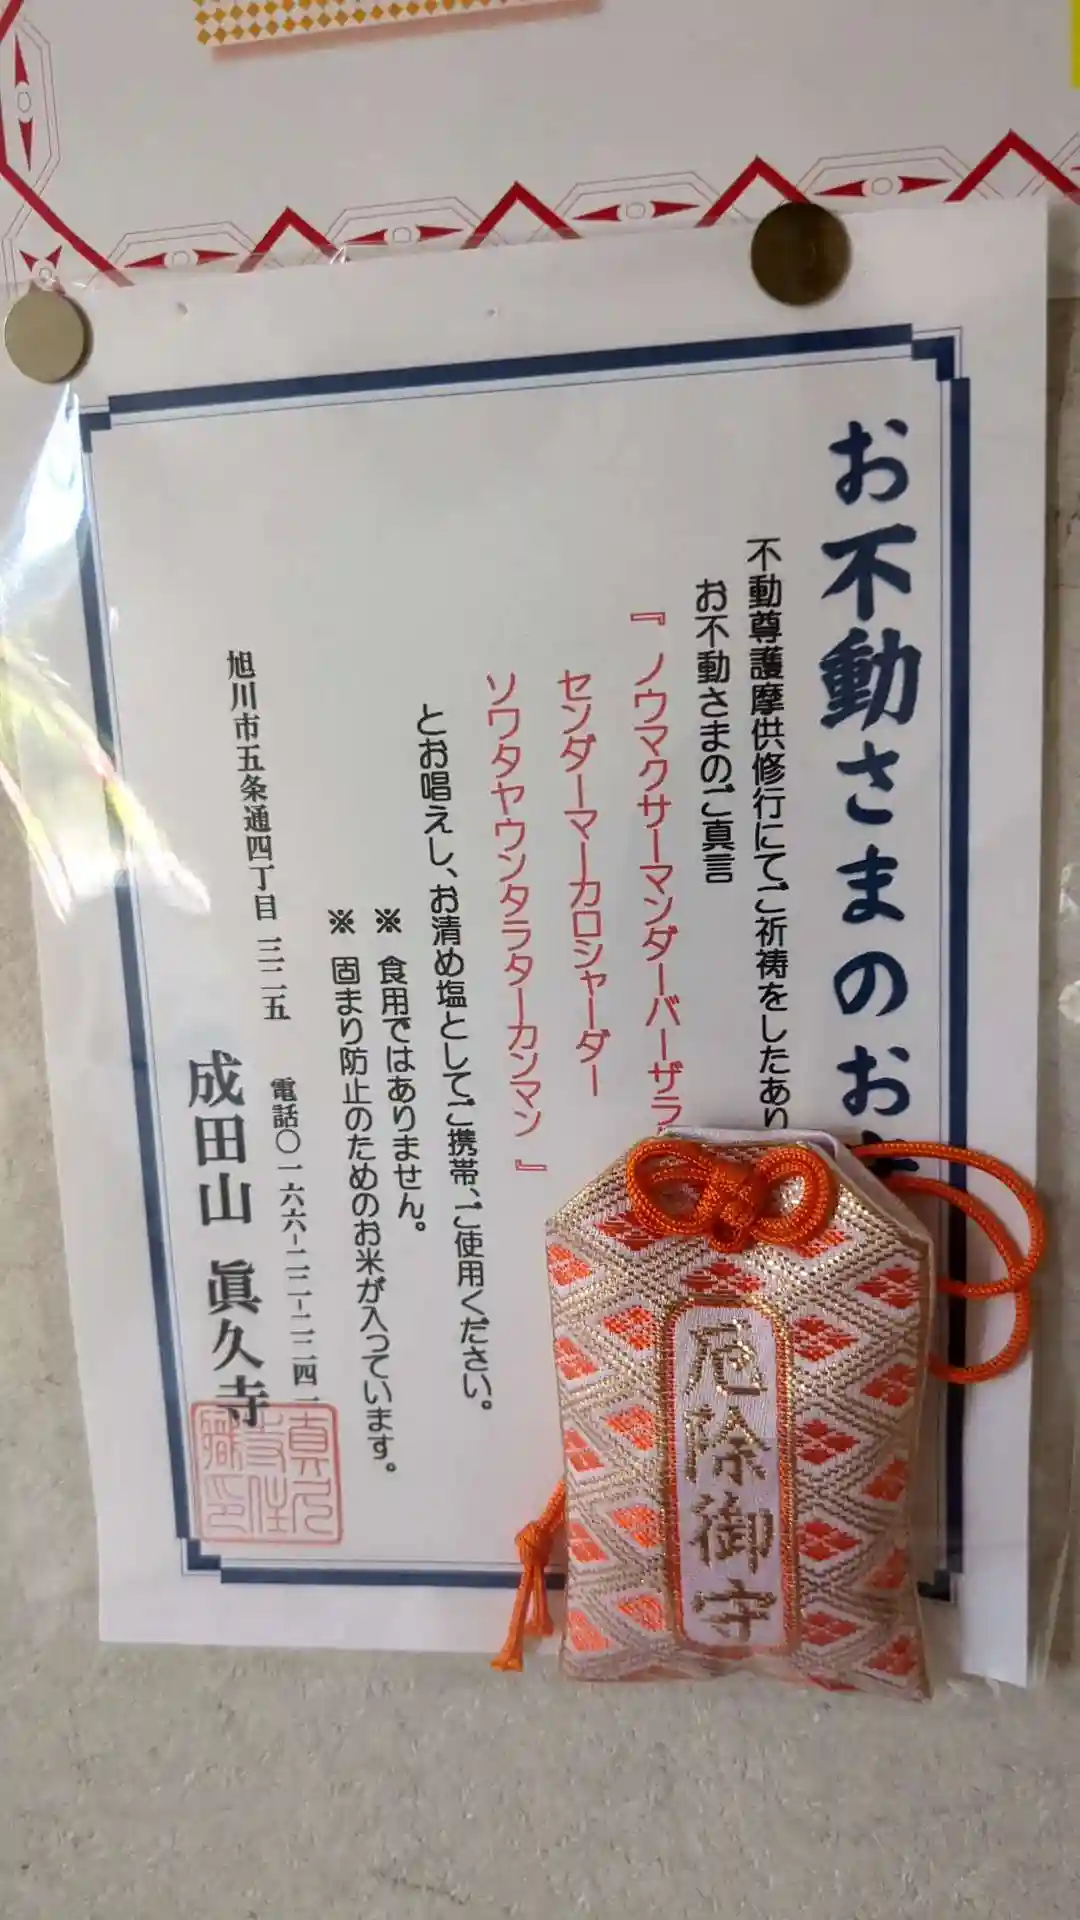 お不動さまのお
不動尊護摩供修行にてご祈祷をしたあり
お不動さまのご真言
『ノウマクサーマンダーバーザラ
センダーマーカロシャーダー
ソワタヤウンタラターカンマン』
とお唱えし、お清め塩としてご携帯、ご使用ください。
※ 食用ではありません。
※ 固まり防止のためのお米が入っています。
旭川市五条通四丁目 三二五
電話〇一六六-二二-二二四一
成田山 眞久寺
厄除御守